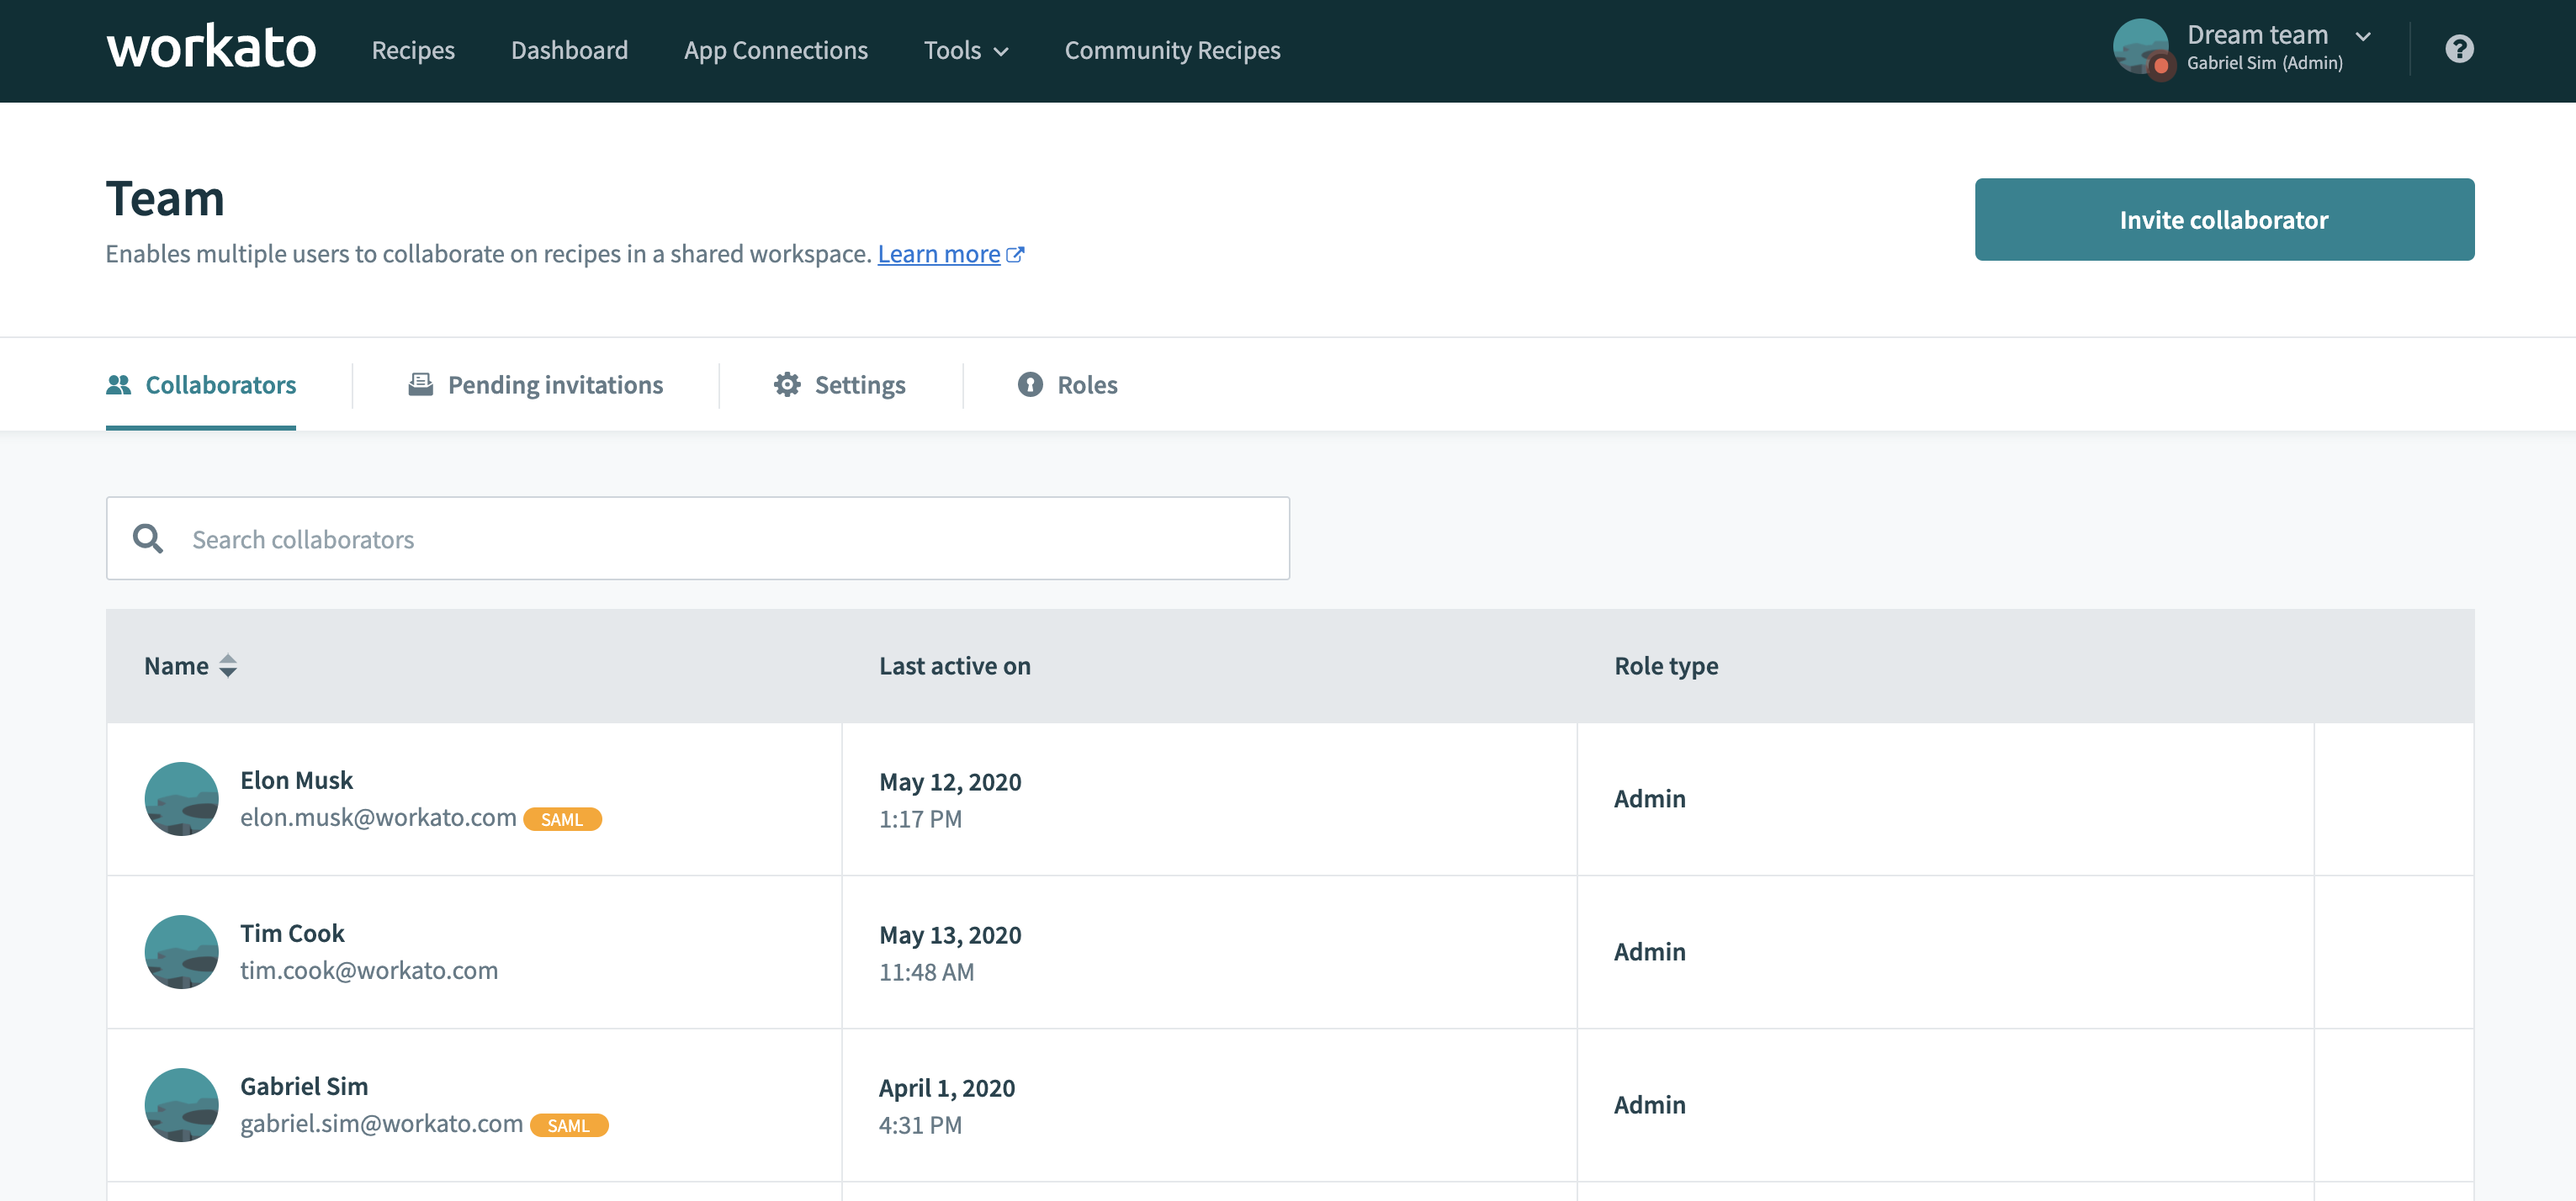 workato Recipes Dashboard App Connections Tools Community Recipes Dream team
Gabriel Sim (Admin)
Team
Invite collaborator
Enables multiple users to collaborate on recipes in a shared workspace. Learn more
Collaborators Pending invitations Settings Roles
Search collaborators
Name Last active on Role type
Elon Musk
elon.musk@workato.com SAML
May 12, 2020
1:17 PM
Admin
Tim Cook
tim.cook@workato.com
May 13, 2020
11:48 AM
Admin
Gabriel Sim
gabriel.sim@workato.com SAML
April 1, 2020
4:31 PM
Admin